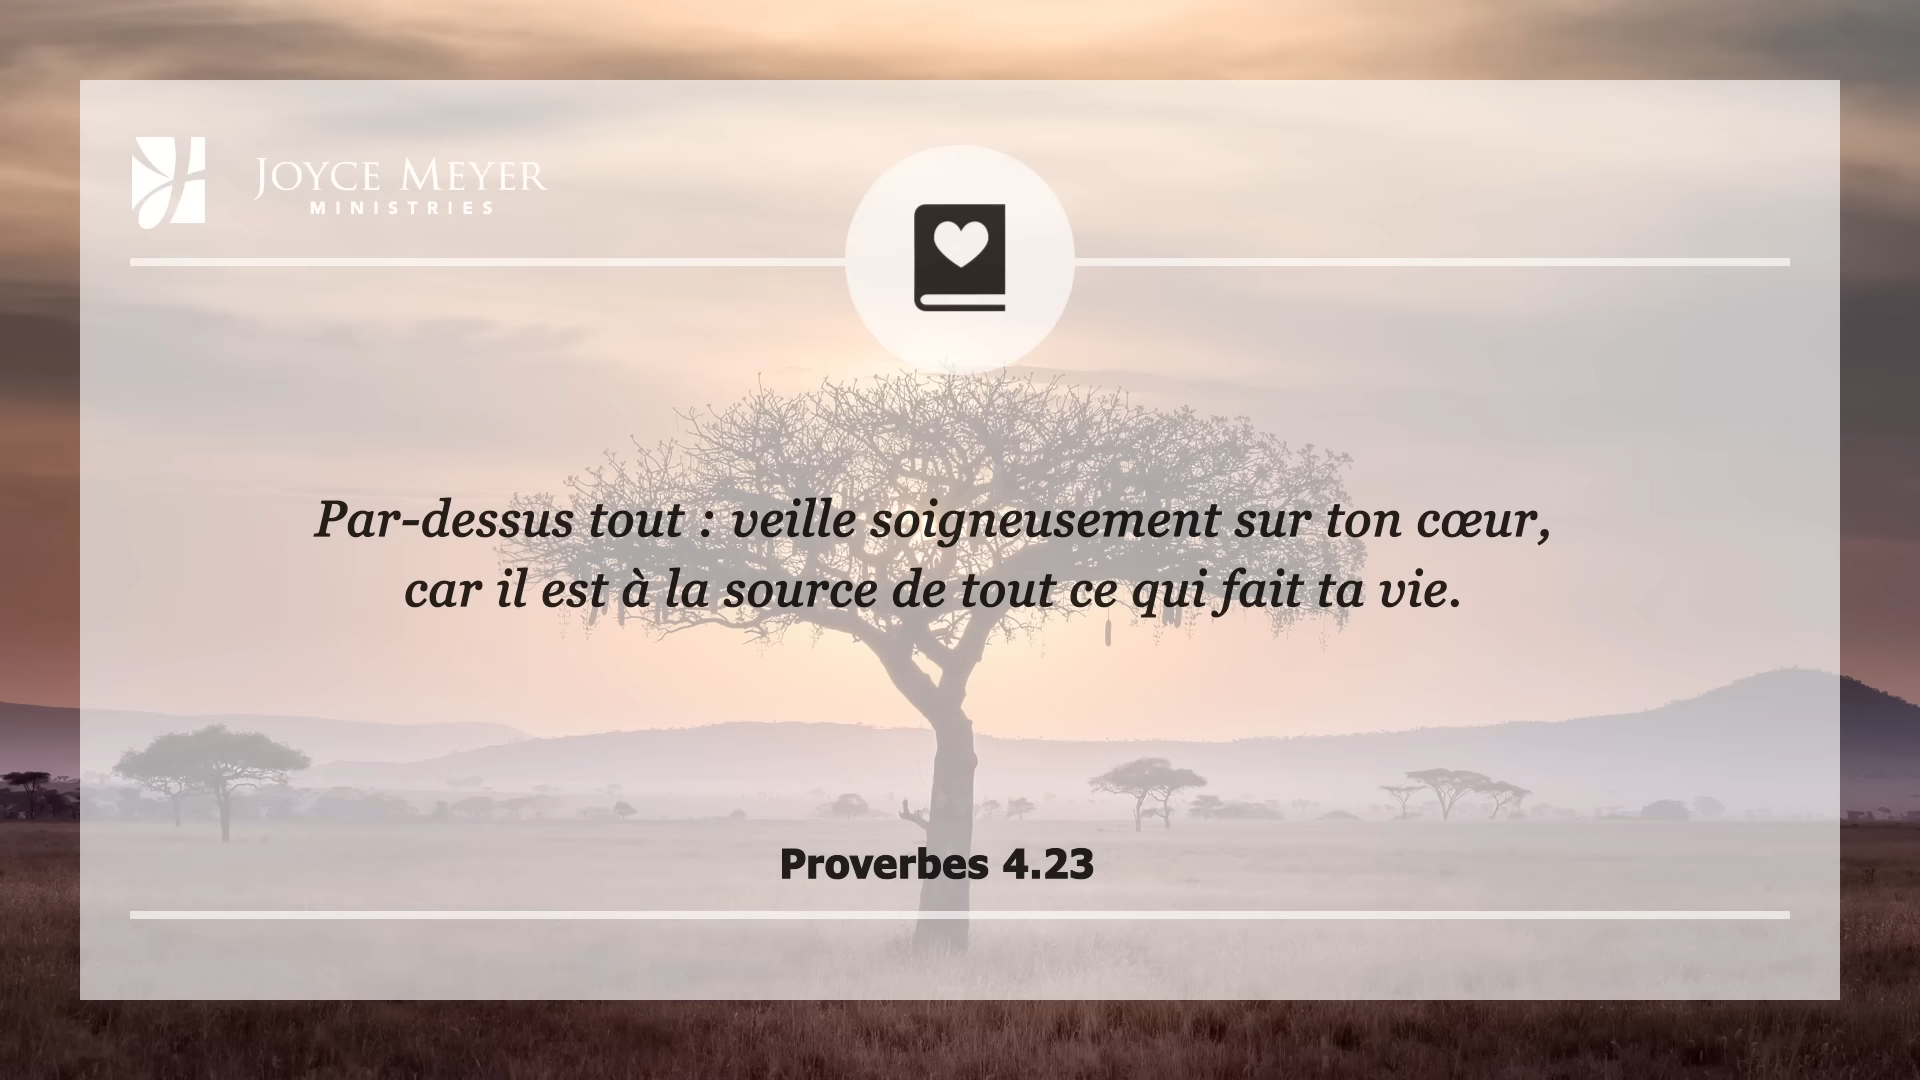 JOYCE MEYER
MINISTRIES
Par-dessus tout : veille soigneusement sur ton cœur,
car il est à la source de tout ce qui fait ta vie.
Proverbes 4.23